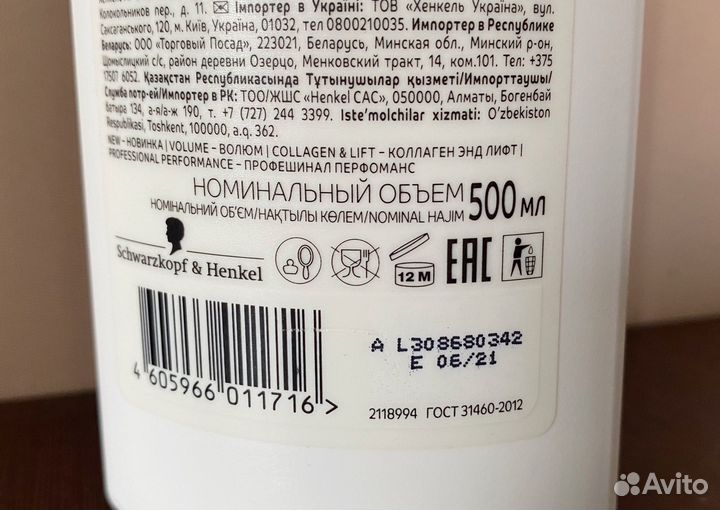 Колокольников пер., д. 11. Імпортер в Україні: ТОВ «Хенкель Україна», вул.
Саксаганського, 120, м. Київ, Україна, 01032, тел 0800210035. Импортер в Республике
Беларусь: ООО «Торговый Посад», 223021, Беларусь, Минская обл., Минский р-он,
Щомыслицкий с/с, район деревни Озерцо, Меньковский тракт, 14, ком.101. Тел: +375
17507 6052. Қазақстан Республикасында Тұтынушылар қызметі/Импорттаушы/
Служба потр-ей/Импортер в РК: ТОО/ЖШС «Henkel САС», 050000, Алматы, Богенбай
батыра 134, а-я/а-ж 190, т. +7 (727) 244 3399. Iste’molchilar xizmati: O’zbekiston
Respublikasi, Toshkent, 100000, a.q. 362.
NEW - НОВИНКА | VOLUME – ВОЛЮМ | COLLAGEN & LIFT – КОЛЛАГЕН ЭНД ЛИФТ |
PROFESSIONAL PERFORMANCE – ПРОФЕШИНАЛ ПЕРФОМАНС
НОМИНАЛЬНЫЙ ОБЪЕМ 500 МЛ
НОМІНАЛЬНИЙ ОБ'ЄМ/НАҚТЫЛЫ КӨЛЕМ/NOMINAL HAJIM
Schwarzkopf & Henkel
12 M
EAC
A L308680342
E 06/21
4 605966 011716 >
2118994 ГОСТ 31460-2012
Avito